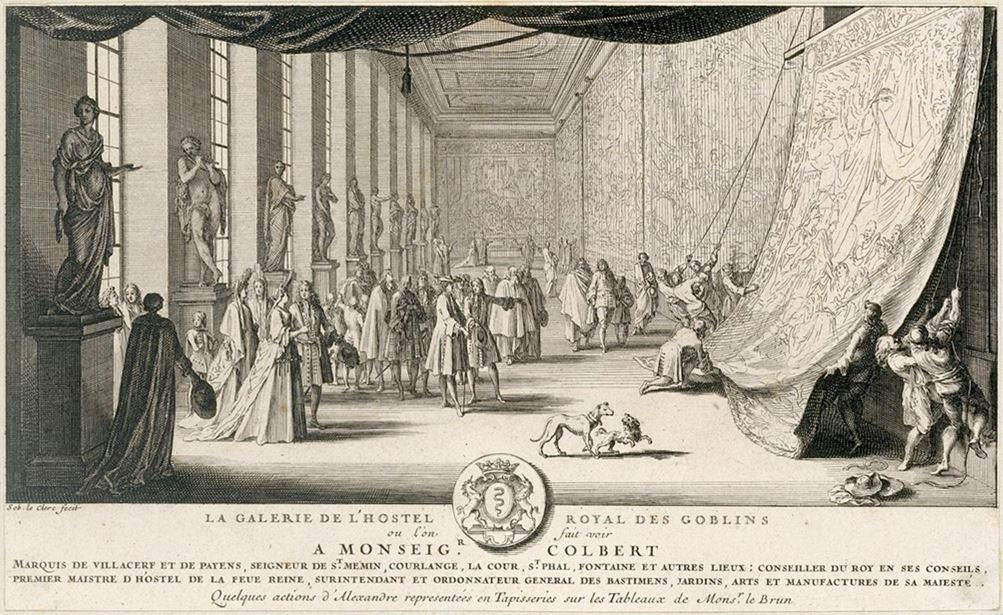 Seb. le Clerc fecit
LA GALERIE DE L'HOSTEL ROYAL DES GOBLINS
ou l'on fait voir
A MONSEIG.R COLBERT
MARQUIS DE VILLACERF ET DE PAYENS, SEIGNEUR DE S.T MEMIN, COURLANGE, LA COUR, S.T PHAL, FONTAINE ET AUTRES LIEUX: CONSEILLER DU ROY EN SES CONSEILS,
PREMIER MAISTRE D'HÓSTEL DE LA FEUE REINE, SURINTENDANT ET ORDONNATEUR GENERAL DES BASTIMENS, JARDINS, ARTS ET MANUFACTURES DE SA MAJESTÉ.
Quelques actions d'Alexandre representées en Tapisseries sur les Tableaux de Mons.r le Brun